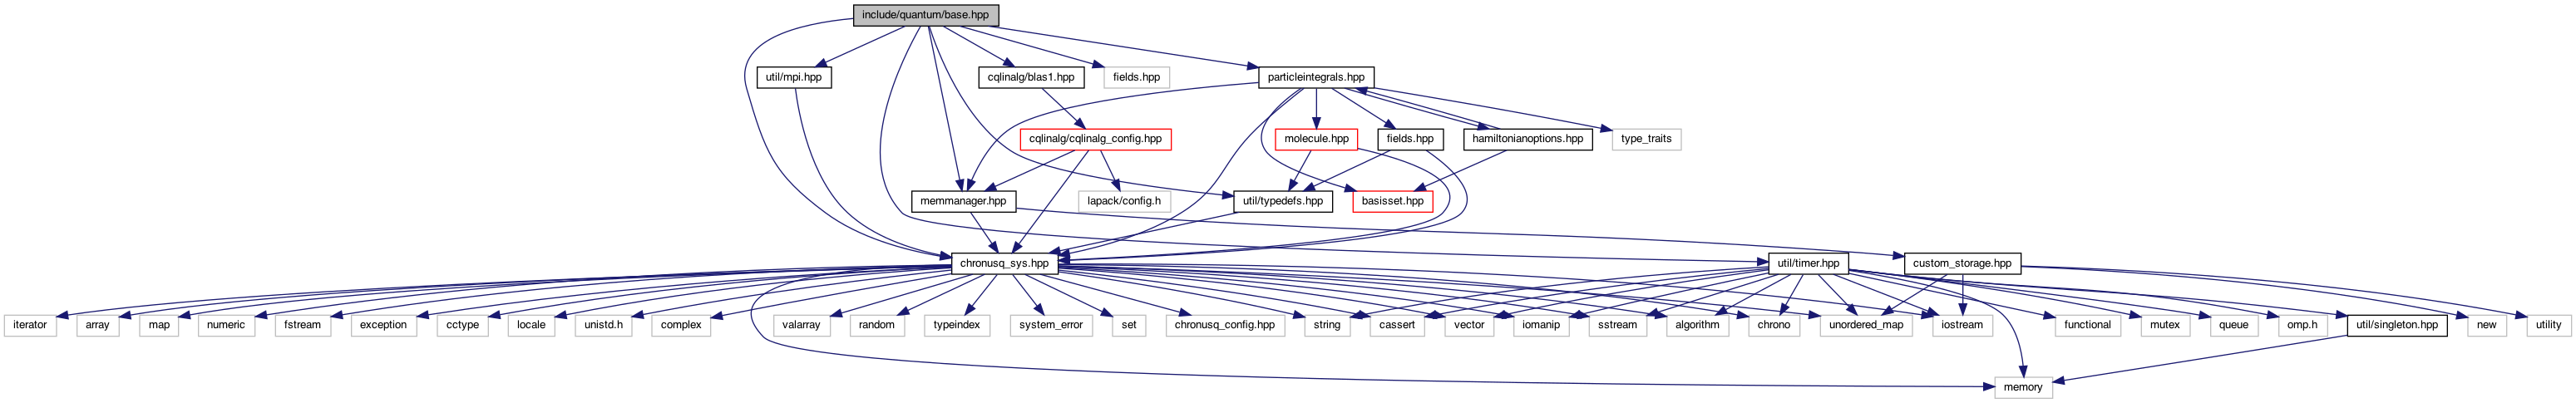 include/quantum/base.hpp
util/mpi.hpp
cqlinalg/blas1.hpp
fields.hpp
particleintegrals.hpp
cqlinalg/cqlinalg_config.hpp
molecule.hpp
fields.hpp
hamiltonianoptions.hpp
type_traits
memmanager.hpp
lapack/config.h
util/typedefs.hpp
basisset.hpp
chronusq_sys.hpp
util/timer.hpp
custom_storage.hpp
iterator
array
map
numeric
fstream
exception
cctype
locale
unistd.h
complex
valarray
random
typeindex
system_error
set
chronusq_config.hpp
string
cassert
vector
iomanip
sstream
algorithm
chrono
unordered_map
iostream
functional
mutex
queue
omp.h
util/singleton.hpp
new
utility
memory